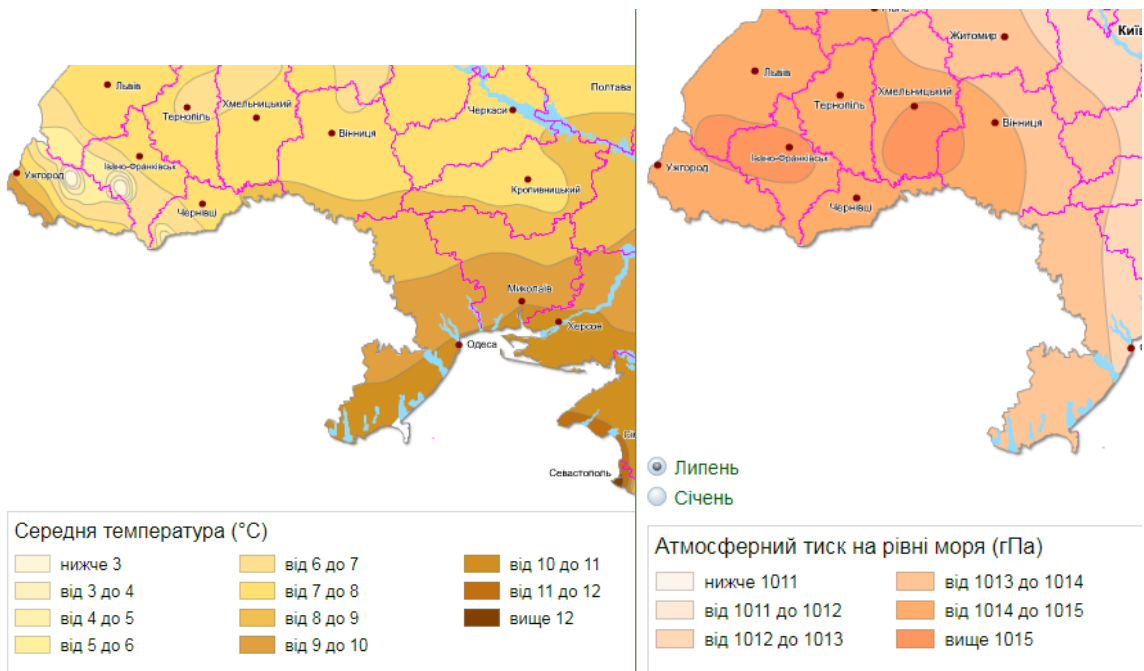 Львів
Тернопіль
Хмельницький
Вінниця
Черкаси
Полтава
Ужгород
Івано-Франківськ
Чернівці
Кропивницький
Миколаїв
Херсон
Одеса
Севастополь
Середня температура (°C)
нижче 3
від 3 до 4
від 4 до 5
від 5 до 6
від 6 до 7
від 7 до 8
від 8 до 9
від 9 до 10
від 10 до 11
від 11 до 12
вище 12
Житомир
Київ
Львів
Тернопіль
Хмельницький
Вінниця
Ужгород
Івано-Франківськ
Чернівці
Липень
Січень
Атмосферний тиск на рівні моря (гПа)
нижче 1011
від 1011 до 1012
від 1012 до 1013
від 1013 до 1014
від 1014 до 1015
вище 1015